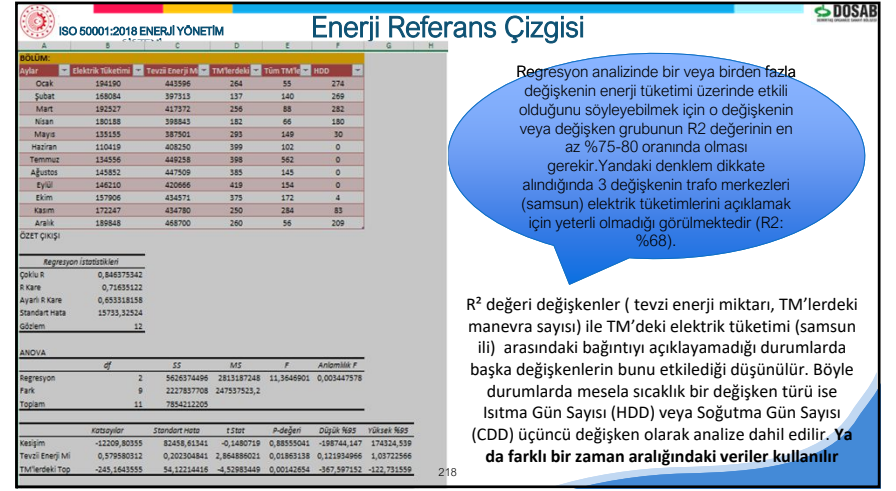 ISO 50001:2018 ENERJİ YÖNETİM
Enerji Referans Çizgisi
DOSAB
A B C D E F G H
BÖLÜM:
Aylar Elektrik Tüketimi Tevzii Enerji M TM'lerdeki Tüm TM'le HDD
Ocak 194190 443596 264 55 274
Şubat 168084 397313 137 140 269
Mart 192527 417372 256 88 282
Nisan 180188 398843 182 66 180
Mayıs 135155 387501 293 149 30
Haziran 110419 408250 399 102 0
Temmuz 134556 449258 398 562 0
Ağustos 145852 447509 385 145 0
Eylül 146210 420666 419 154 0
Ekim 157906 434571 375 172 4
Kasım 172247 434780 250 284 83
Aralık 189848 468700 260 56 209
ÖZET ÇIKIŞI
Regresyon istatistikleri
Çoklu R 0,846375342
R Kare 0,71635122
Ayarlı R Kare 0,653318158
Standart Hata 15733,32524
Gözlem 12
ANOVA
df SS MS F Anlamlılık F
Regresyon 2 5626374496 2813187248 11,3646901 0,003447578
Fark 9 2227837708 247537523,2
Toplam 11 7854212205
Katsayılar Standart Hata t Stat P-değeri Düşük %95 Yüksek %95
Kesişim -12209,80355 82458,61341 -0,1480719 0,88555041 -198744,147 174324,539
Tevzii Enerji Mi 0,579580312 0,202304841 2,864886021 0,01863138 0,121934966 1,03722566
TM'lerdeki Top -245,1643555 54,12214416 -4,52983449 0,00142654 -367,597152 -122,731559
Regresyon analizinde bir veya birden fazla
değişkenin enerji tüketimi üzerinde etkili
olduğunu söyleyebilmek için o değişkenin
veya değişken grubunun R2 değerinin en
az %75-80 oranında olması
gerekir.Yandaki denklem dikkate
alındığında 3 değişkenin trafo merkezleri
(samsun) elektrik tüketimlerini açıklamak
için yeterli olmadığı görülmektedir (R2:
%68).
R² değeri değişkenler ( tevzi enerji miktarı, TM’lerdeki
manevra sayısı) ile TM’deki elektrik tüketimi (samsun
ili) arasındaki bağıntıyı açıklayamadığı durumlarda
başka değişkenlerin bunu etkilediği düşünülür. Böyle
durumlarda mesela sıcaklık bir değişken türü ise
Isıtma Gün Sayısı (HDD) veya Soğutma Gün Sayısı
(CDD) üçüncü değişken olarak analize dahil edilir. Ya
da farklı bir zaman aralığındaki veriler kullanılır
218